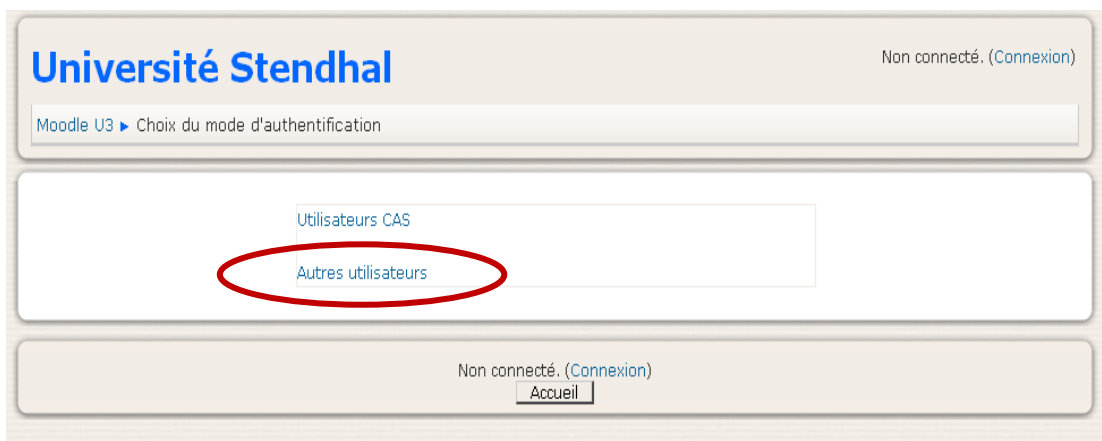 Université Stendhal
Non connecté. (Connexion)
Moodle U3 ► Choix du mode d'authentification
Utilisateurs CAS
Autres utilisateurs
Non connecté. (Connexion)
Accueil